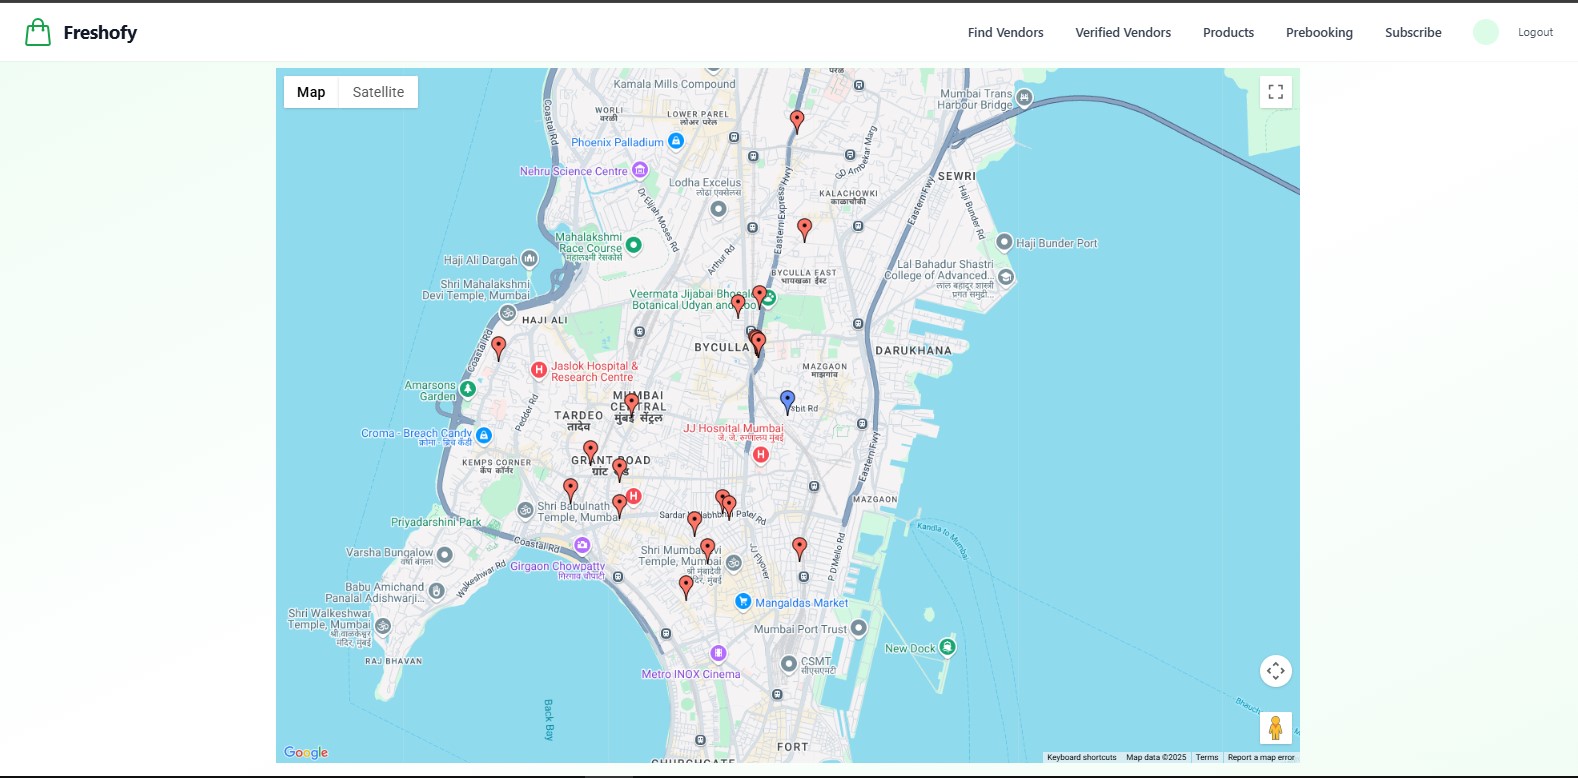 Freshofy
Find Vendors
Verified Vendors
Products
Prebooking
Subscribe
Logout
Map
Satellite
Kamala Mills Compound
परळ
Mumbai Trans
Harbour Bridge
Coastal Rd
WORLI
वरळी
LOWER PAREL
लोअर परेल
Phoenix Palladium
Nehru Science Centre
GD Ambekar Marg
SEWRI
Lodha Excelus
लोढा एक्सेलस
Dr Elijah Moses Rd
Eastern Express Hwy
KALACHOWKI
काळाचौकी
Eastern Fwy
Haji Bunder Rd
Mahalakshmi
Race Course
महालक्ष्मी रेसकोर्स
Haji Bunder Port
Haji Ali Dargah
Arthur Rd
BYCULLA EAST
भायखळा ईस्ट
Lal Bahadur Shastri
College of Advanced...
लाल बहादूर शास्त्री
प्रगत समुद्री...
Shri Mahalakshmi
Devi Temple, Mumbai
Veermata Jijabai Bhosale
Botanical Udyan and
HAJI ALI
BYCULLA
DARUKHANA
Coastal Rd
MAZGAON
माझगाव
Jaslok Hospital &
Research Centre
Amarsons
Garden
Pedder Rd
MUMBAI
CENTRAL
मुंबई सेंट्रल
TARDEO
तारदेव
Rd
Croma - Breach Candy
क्रोमा - ब्रिच कँडी
JJ Hospital Mumbai
जे. जे. रुग्णालय मुंबई
Eastern Fwy
KEMPS CORNER
केंप कॉर्नर
GRANT ROAD
ग्रांट रोड
MAZGAON
Shri Babulnath
Temple, Mumbai
Sardar Vallabhbhai Patel Rd
Priyadarshini Park
Kandla to Mumbai
Coastal Rd
Varsha Bungalow
वर्षा बंगला
Girgaon Chowpatty
गिरगाव चौपाटी
Shri Mumbadevi
Temple, Mumbai
श्री मुंबादेवी
मंदिर, मुंबई
JJ Flyover
P D'Mello Rd
Walkeshwar Rd
Babu Amichand
Panalal Adishwarji...
Mangaldas Market
Shri Walkeshwar
Temple, Mumbai
श्री वाळकेश्वर
मंदिर, मुंबई
Mumbai Port Trust
New Dock
RAJ BHAVAN
Metro INOX Cinema
CSMT
सीएसएमटी
Back Bay
FORT
CHURCHGATE
Google
Keyboard shortcuts
Map data ©2025
Terms
Report a map error